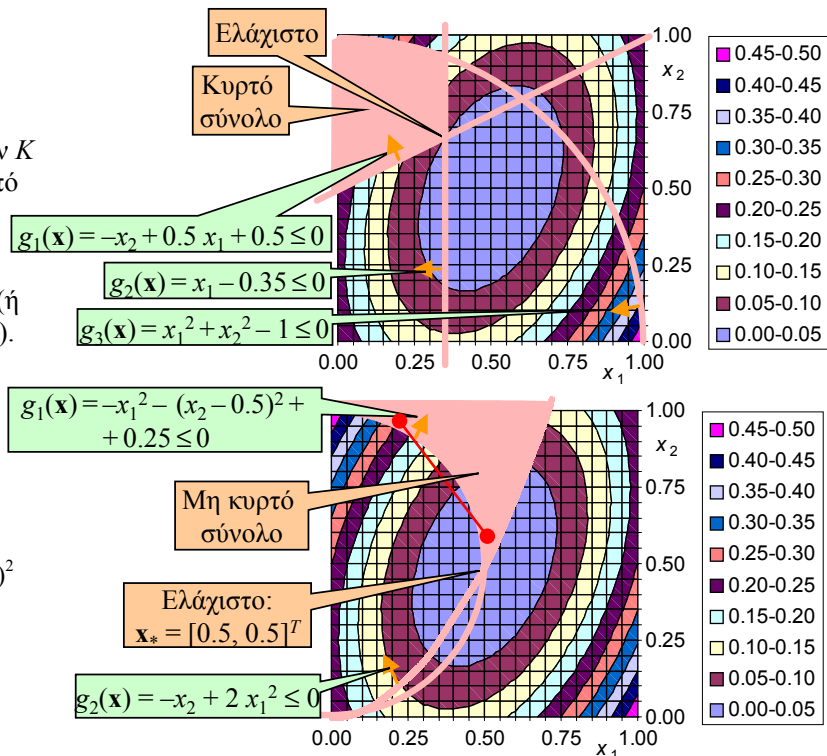 Ελάχιστο
Κυρτό
σύνολο
ν K
τό
g₁(x) = –x₂ + 0.5 x₁ + 0.5 ≤ 0
g₂(x) = x₁ – 0.35 ≤ 0
(ή
g₃(x) = x₁² + x₂² – 1 ≤ 0
).
1.00
x₂
0.75
0.50
0.25
0.00
0.00 0.25 0.50 0.75 1.00
x₁
0.45-0.50
0.40-0.45
0.35-0.40
0.30-0.35
0.25-0.30
0.20-0.25
0.15-0.20
0.10-0.15
0.05-0.10
0.00-0.05
g₁(x) = –x₁² – (x₂ – 0.5)² +
+ 0.25 ≤ 0
Μη κυρτό
σύνολο
)²
Ελάχιστο:
x* = [0.5, 0.5]ᵀ
g₂(x) = –x₂ + 2 x₁² ≤ 0
1.00
x₂
0.75
0.50
0.25
0.00
0.00 0.25 0.50 0.75 1.00
x₁
0.45-0.50
0.40-0.45
0.35-0.40
0.30-0.35
0.25-0.30
0.20-0.25
0.15-0.20
0.10-0.15
0.05-0.10
0.00-0.05